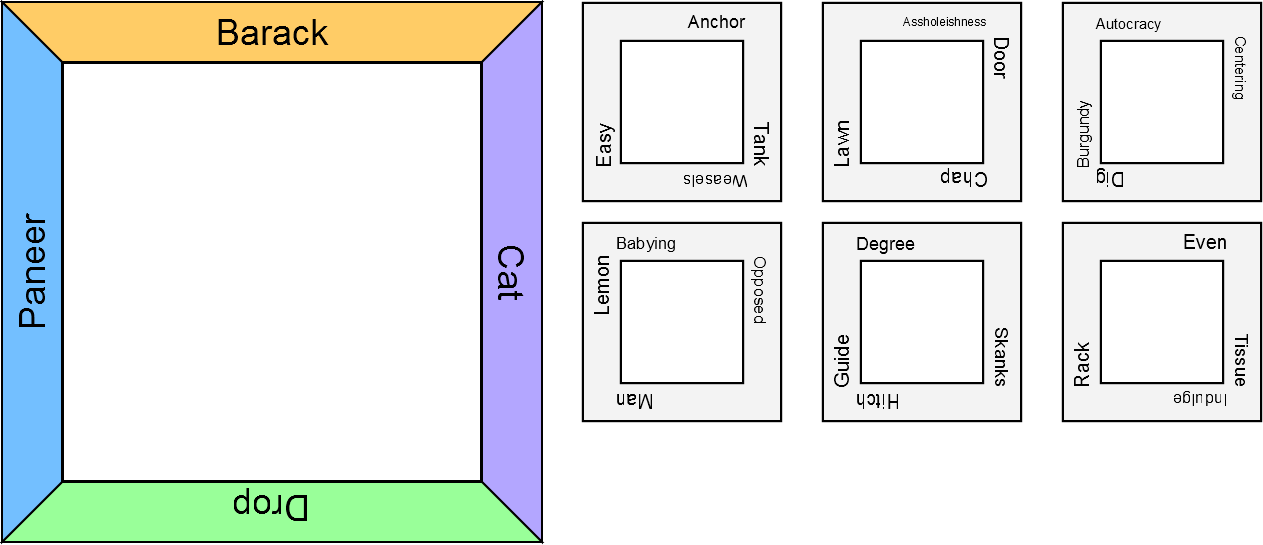 Barack
Paneer
Cat
Drop
Anchor
Easy
Tank
Weasels
Assholeishness
Door
Lawn
Chap
Autocracy
Centering
Burgundy
Dig
Babying
Lemon
Opposed
Man
Degree
Guide
Skanks
Hitch
Even
Rack
Tissue
Indulge